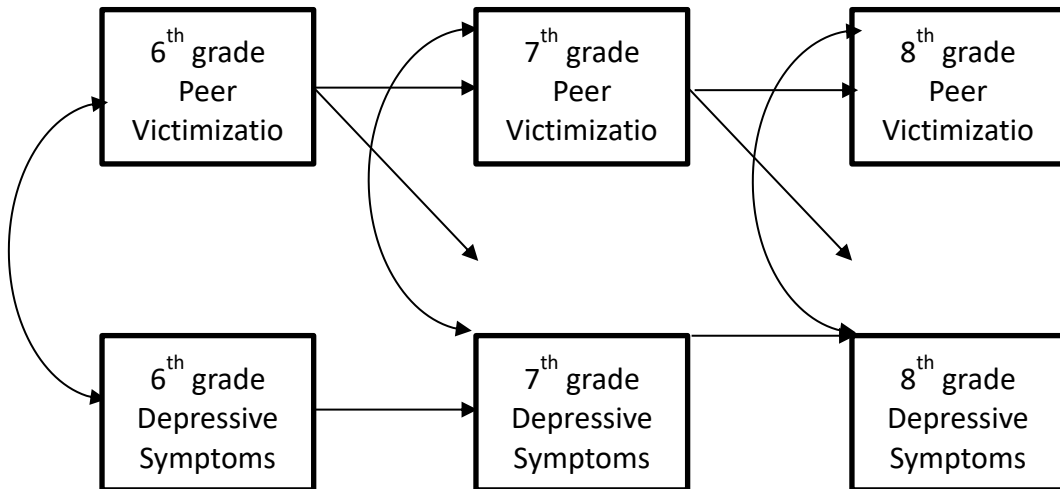 6th grade
Peer
Victimizatio
7th grade
Peer
Victimizatio
8th grade
Peer
Victimizatio
6th grade
Depressive
Symptoms
7th grade
Depressive
Symptoms
8th grade
Depressive
Symptoms